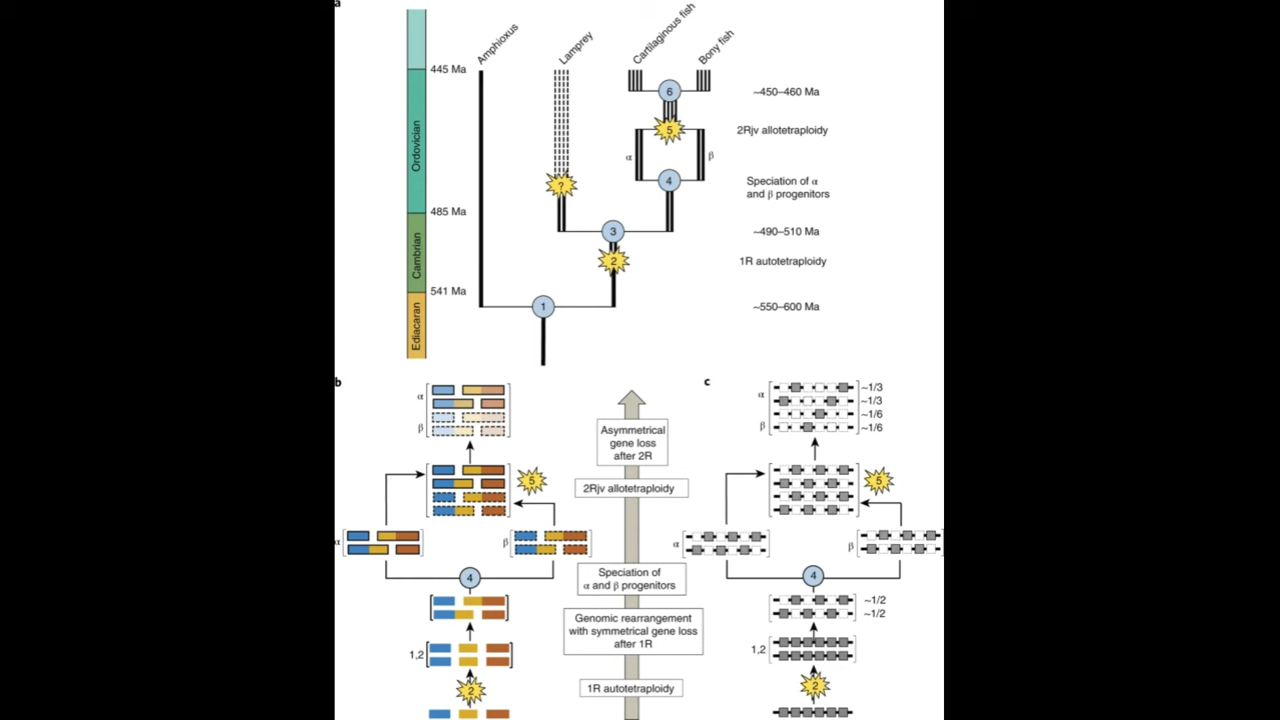 a
Amphioxus
Lamprey
Cartilaginous fish
Bony fish
445 Ma
485 Ma
541 Ma
Ordovician
Cambrian
Ediacaran
6
~450–460 Ma
5
2Rjv allotetraploidy
α
β
?
4
Speciation of α
and β progenitors
3
~490–510 Ma
2
1R autotetraploidy
1
~550–600 Ma
b
α
β
5
α
β
4
1,2
2
Asymmetrical
gene loss
after 2R
2Rjv allotetraploidy
Speciation of
α and β progenitors
Genomic rearrangement
with symmetrical gene loss
after 1R
1R autotetraploidy
c
α
β
~1/3
~1/3
~1/6
~1/6
5
α
β
4
~1/2
~1/2
1,2
2